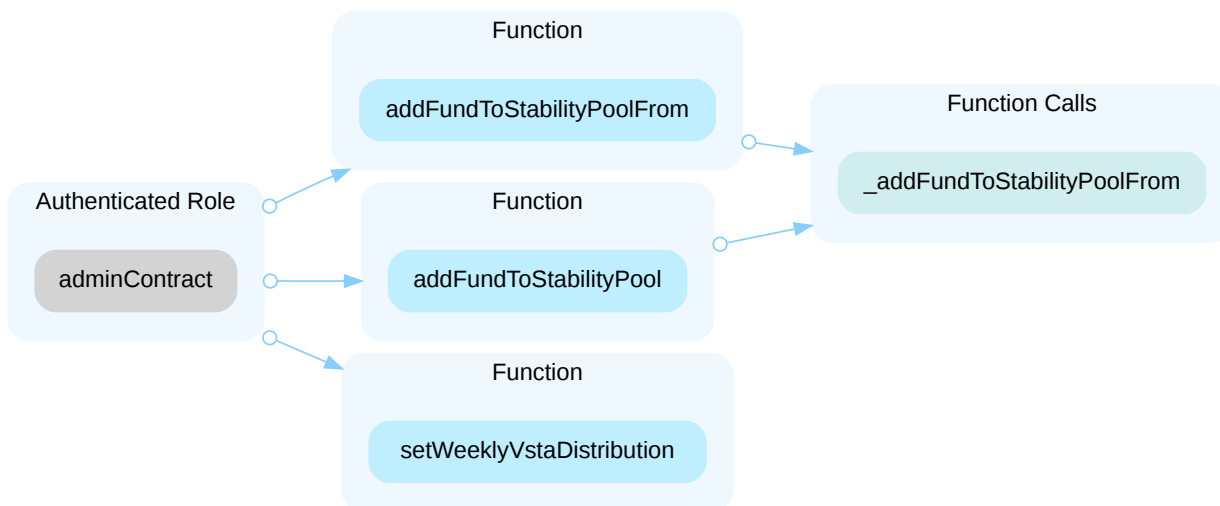 Authenticated Role
adminContract
Function
addFundToStabilityPoolFrom
Function
addFundToStabilityPool
Function
setWeeklyVstaDistribution
Function Calls
_addFundToStabilityPoolFrom